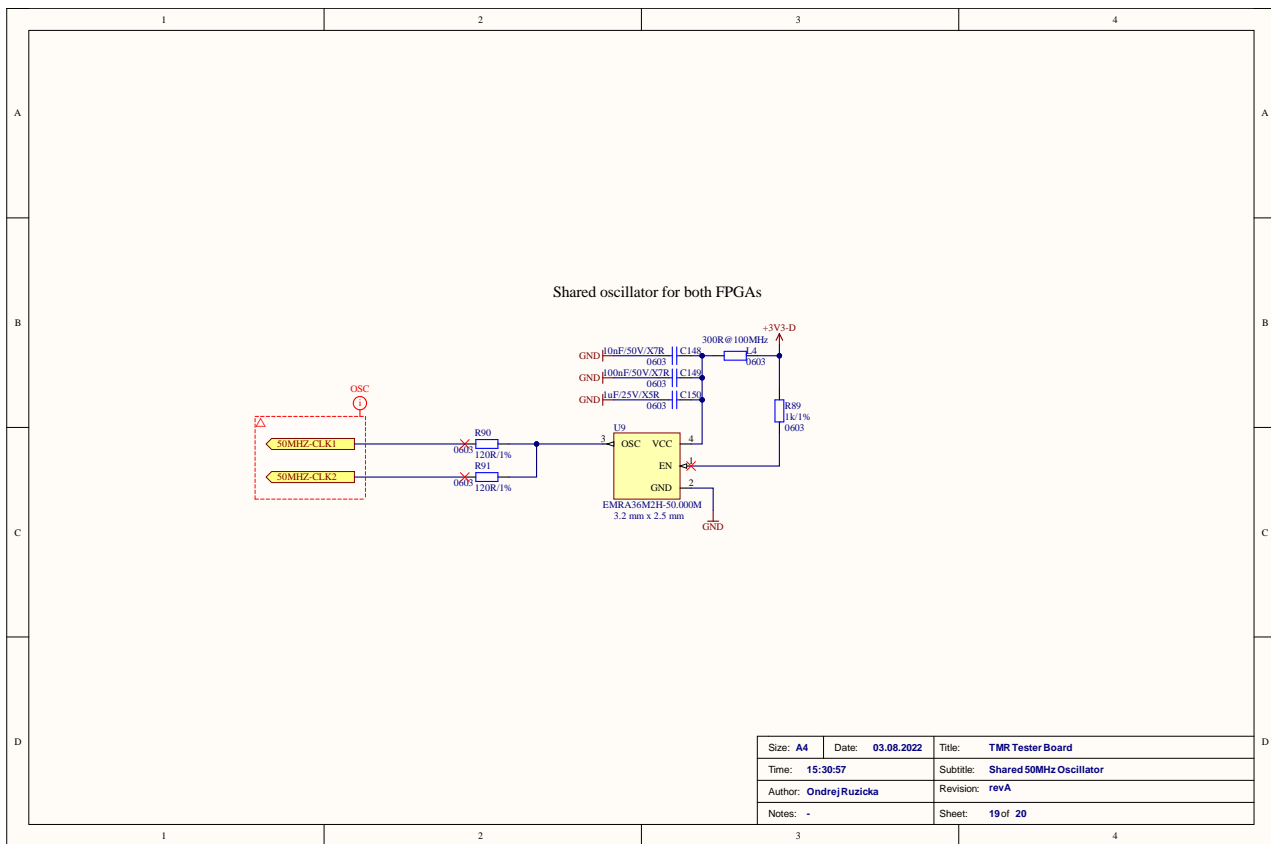 1 2 3 4
A A
Shared oscillator for both FPGAs
B B
+3V3-D
300R@100MHz
GND 10nF/50V/X7R C148 L4
0603 0603
GND 100nF/50V/X7R C149
0603
OSC
GND 1uF/25V/X5R C150
0603
i
R89
1k/1%
0603
U9
R90
50MHZ-CLK1 3 OSC VCC 4
0603 120R/1%
R91
EN 1
50MHZ-CLK2
0603 120R/1%
GND 2
EMRA36M2H-50.000M
3.2 mm x 2.5 mm
GND
C C
D D
Size: A4 Date: 03.08.2022 Title: TMR Tester Board
Time: 15:30:57 Subtitle: Shared 50MHz Oscillator
Author: Ondrej Ruzicka Revision: revA
Notes: - Sheet: 19 of 20
1 2 3 4